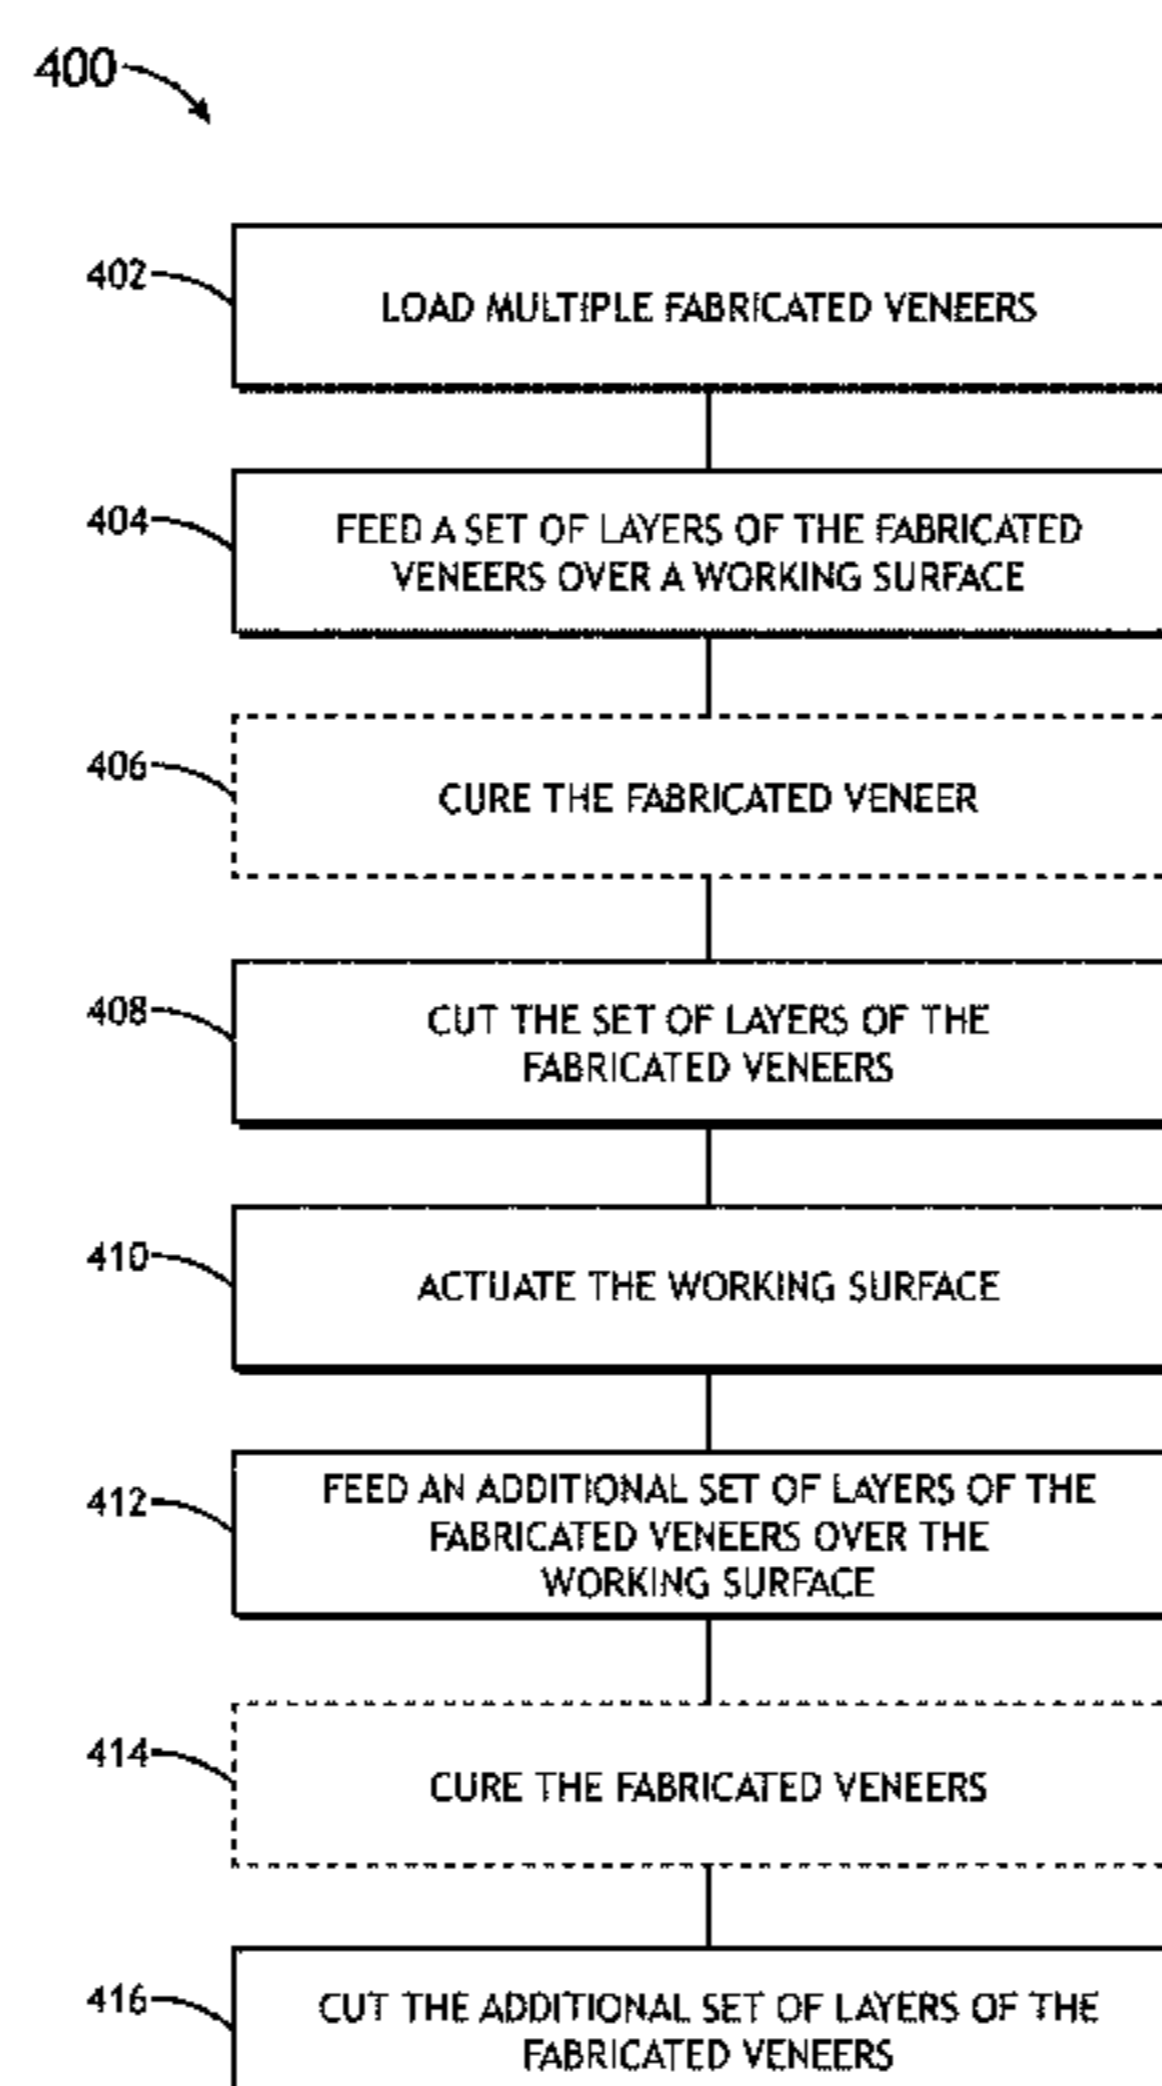 400
402
LOAD MULTIPLE FABRICATED VENEERS
404
FEED A SET OF LAYERS OF THE FABRICATED
VENEERS OVER A WORKING SURFACE
406
CURE THE FABRICATED VENEER
408
CUT THE SET OF LAYERS OF THE
FABRICATED VENEERS
410
ACTUATE THE WORKING SURFACE
412
FEED AN ADDITIONAL SET OF LAYERS OF THE
FABRICATED VENEERS OVER THE
WORKING SURFACE
414
CURE THE FABRICATED VENEERS
416
CUT THE ADDITIONAL SET OF LAYERS OF THE
FABRICATED VENEERS